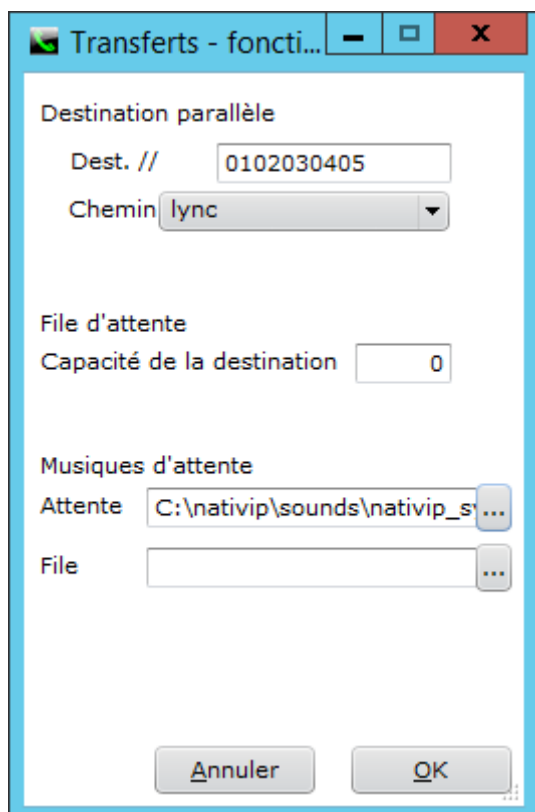 Transferts - foncti...
Destination parallèle
Dest. // 0102030405
Chemin lync
File d'attente
Capacité de la destination 0
Musiques d'attente
Attente C:\nativip\sounds\nativip_sy ...
File ...
Annuler OK